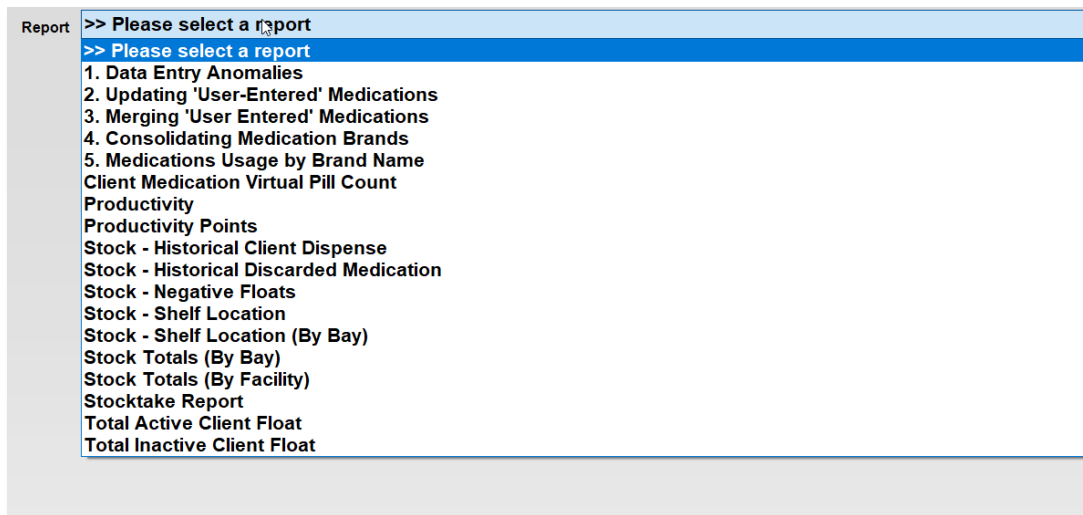 Report >> Please select a report
>> Please select a report
1. Data Entry Anomalies
2. Updating 'User-Entered' Medications
3. Merging 'User Entered' Medications
4. Consolidating Medication Brands
5. Medications Usage by Brand Name
Client Medication Virtual Pill Count
Productivity
Productivity Points
Stock - Historical Client Dispense
Stock - Historical Discarded Medication
Stock - Negative Floats
Stock - Shelf Location
Stock - Shelf Location (By Bay)
Stock Totals (By Bay)
Stock Totals (By Facility)
Stocktake Report
Total Active Client Float
Total Inactive Client Float